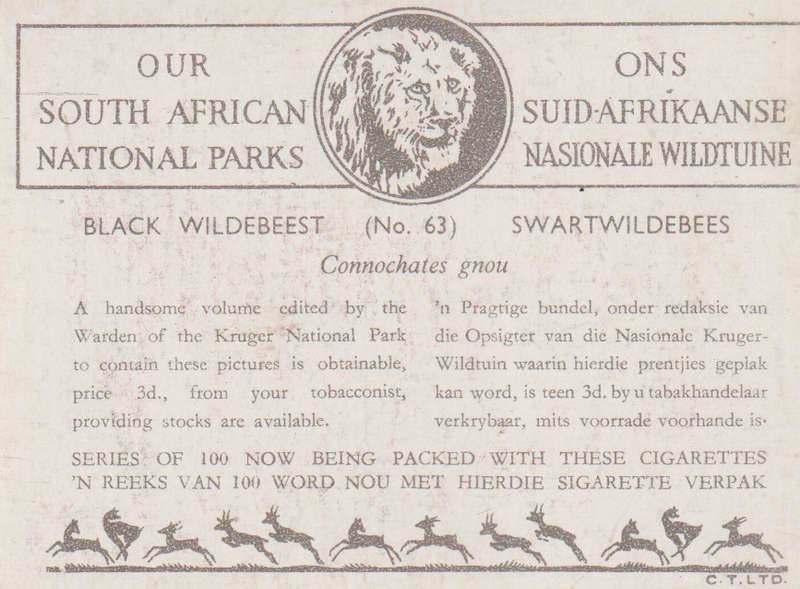 OUR
SOUTH AFRICAN
NATIONAL PARKS
ONS
SUID-AFRIKAANSE
NASIONALE WILDTUINE
BLACK WILDEBEEST (No. 63) SWARTWILDEBEES
Connochates gnou
A handsome volume edited by the
Warden of the Kruger National Park
to contain these pictures is obtainable,
price 3d., from your tobacconist,
providing stocks are available.
'n Pragtige bundel, onder redaksie van
die Opsigter van die Nasionale Kruger-
Wildtuin waarin hierdie prentjies geplak
kan word, is teen 3d. by u tabakhandelaar
verkrybaar, mits voorrade voorhande is.
SERIES OF 100 NOW BEING PACKED WITH THESE CIGARETTES
'N REEKS VAN 100 WORD NOU MET HIERDIE SIGARETTE VERPAK
C.T.LTD.